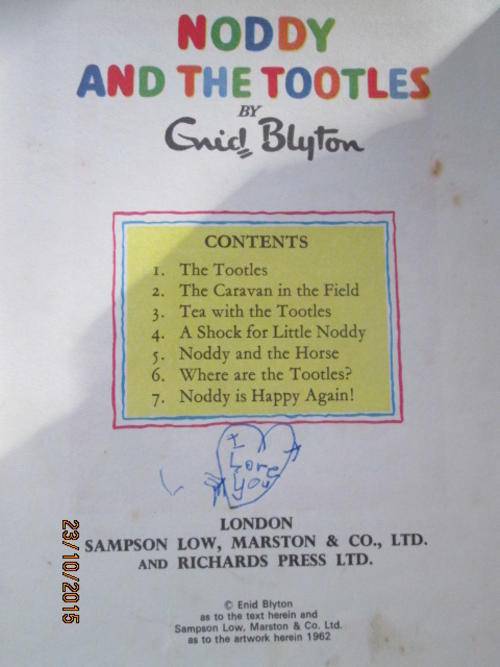 NODDY
AND THE TOOTLES
BY
Enid Blyton
CONTENTS
1. The Tootles
2. The Caravan in the Field
3. Tea with the Tootles
4. A Shock for Little Noddy
5. Noddy and the Horse
6. Where are the Tootles?
7. Noddy is Happy Again!
I
Love
you
LONDON
SAMPSON LOW, MARSTON & CO., LTD.
AND RICHARDS PRESS LTD.
© Enid Blyton
as to the text herein and
Sampson Low, Marston & Co. Ltd.
as to the artwork herein 1962
23/10/2015